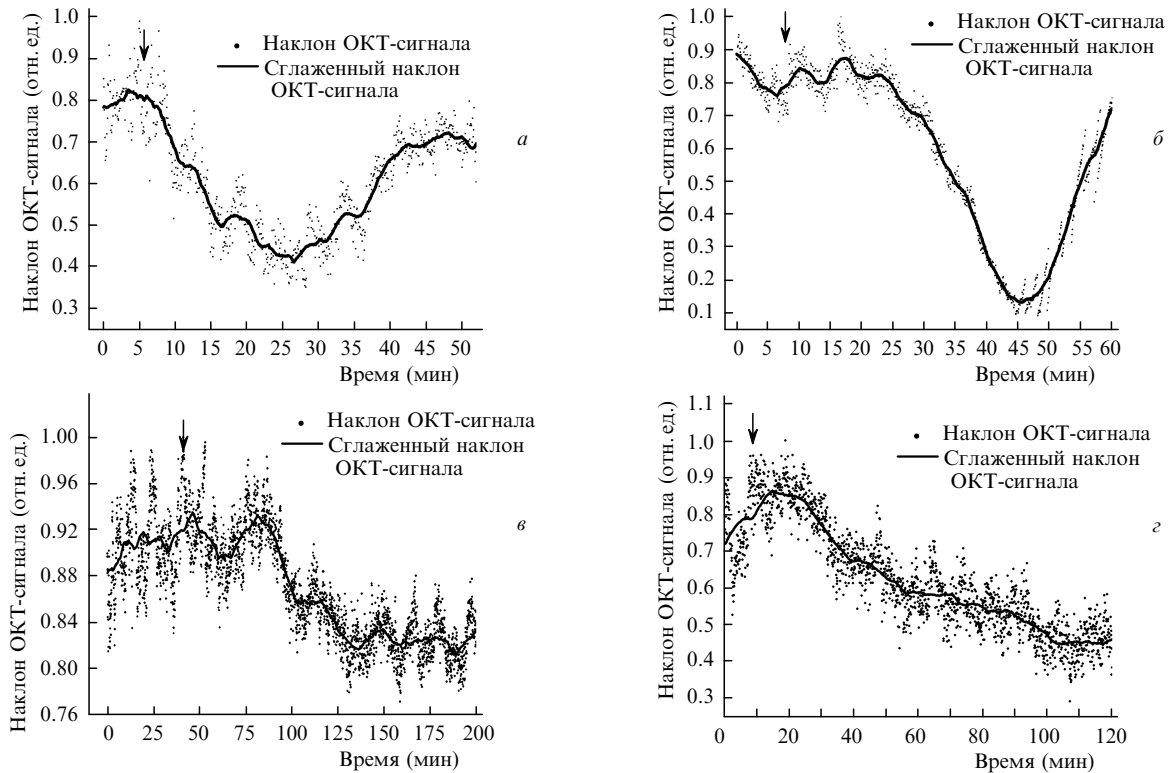 Наклон ОКТ-сигнала (отн. ед.)
1.0
0.9
0.8
0.7
0.6
0.5
0.4
0.3
Наклон ОКТ-сигнала
Сглаженный наклон
ОКТ-сигнала
а
0 5 10 15 20 25 30 35 40 45 50
Время (мин)
Наклон ОКТ-сигнала (отн. ед.)
1.0
0.9
0.8
0.7
0.6
0.5
0.4
0.3
0.2
0.1
Наклон ОКТ-сигнала
Сглаженный наклон
ОКТ-сигнала
б
0 5 10 15 20 25 30 35 40 45 50 55 60
Время (мин)
Наклон ОКТ-сигнала (отн. ед.)
1.00
0.96
0.92
0.88
0.84
0.80
0.76
Наклон ОКТ-сигнала
Сглаженный наклон
ОКТ-сигнала
в
0 25 50 75 100 125 150 175 200
Время (мин)
Наклон ОКТ-сигнала (отн. ед.)
1.1
1.0
0.9
0.8
0.7
0.6
0.5
0.4
0.3
Наклон ОКТ-сигнала
Сглаженный наклон
ОКТ-сигнала
г
0 20 40 60 80 100 120
Время (мин)